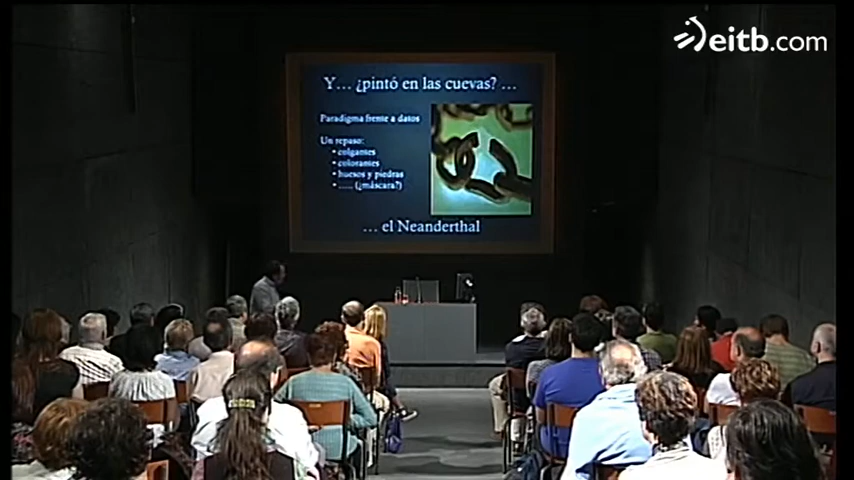 eitb.com
Y… ¿pintó en las cuevas? …
Paradigma frente a datos
Un repaso:
• colgantes
• colorantes
• huesos y piedras
• ...... (¿máscara?)
… el Neanderthal